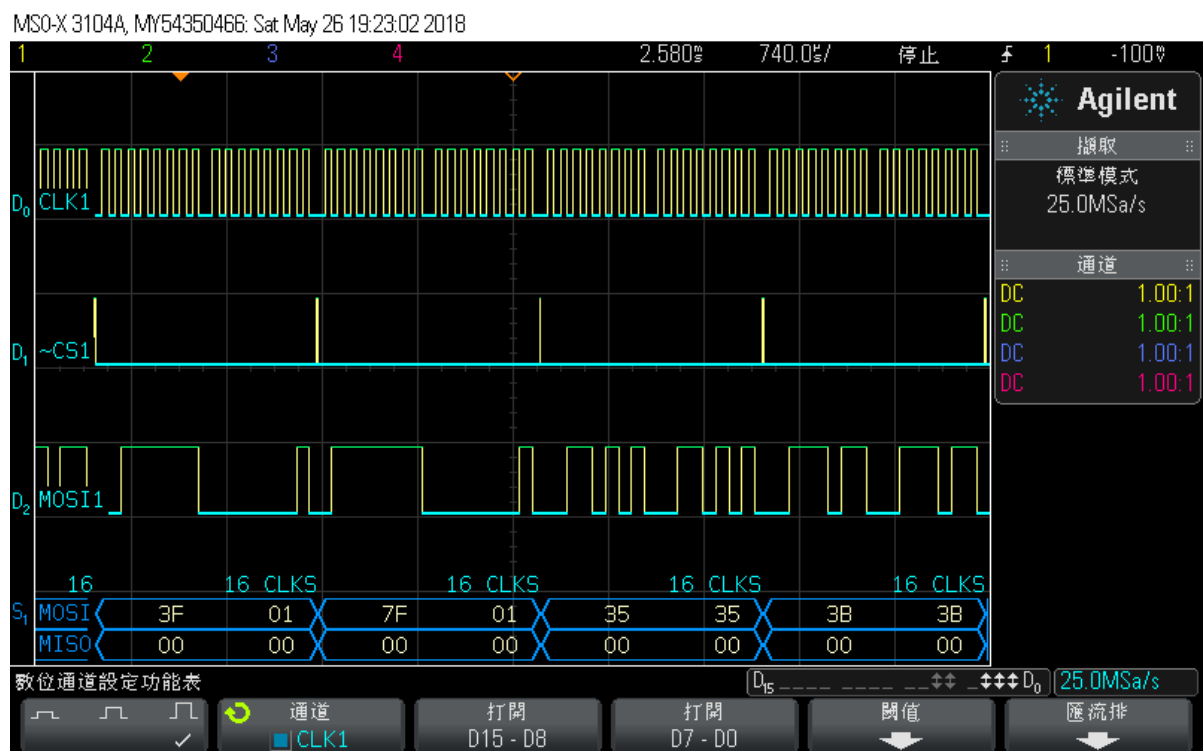 MSO-X 3104A, MY54350466: Sat May 26 19:23:02 2018
1 2 3 4 2.580ms 740.0us/ 停止 1 -100mV
Agilent
擷取
標準模式
25.0MSa/s
通道
DC 1.00:1
DC 1.00:1
DC 1.00:1
DC 1.00:1
D0 CLK1
D1 ~CS1
D2 MOSI1
16 16 CLKS 16 CLKS 16 CLKS 16 CLKS
S1 MOSI 3F 01 7F 01 35 35 3B 3B
MISO 00 00 00 00 00 00 00 00
數位通道設定功能表 D15 D0 25.0MSa/s
通道 打開 打開 閾值 匯流排
CLK1 D15 - D8 D7 - D0